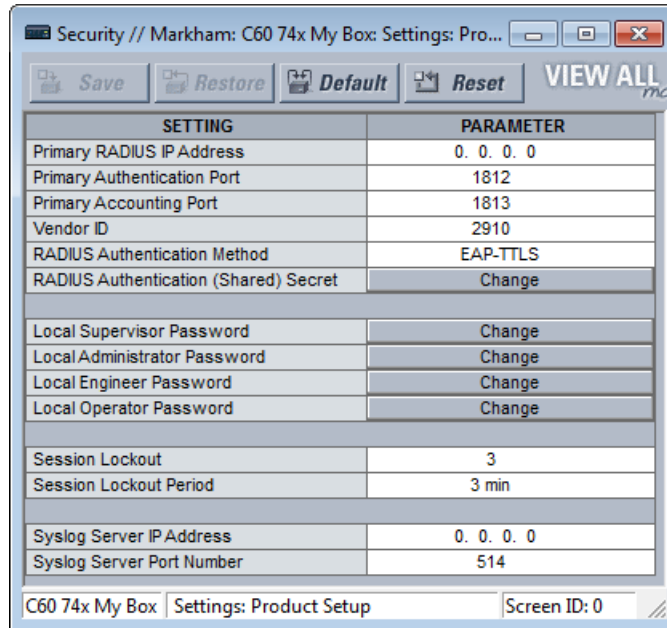 Security // Markham: C60 74x My Box: Settings: Pro...
Save Restore Default Reset VIEW ALL
SETTING PARAMETER
Primary RADIUS IP Address 0. 0. 0. 0
Primary Authentication Port 1812
Primary Accounting Port 1813
Vendor ID 2910
RADIUS Authentication Method EAP-TTLS
RADIUS Authentication (Shared) Secret Change
Local Supervisor Password Change
Local Administrator Password Change
Local Engineer Password Change
Local Operator Password Change
Session Lockout 3
Session Lockout Period 3 min
Syslog Server IP Address 0. 0. 0. 0
Syslog Server Port Number 514
C60 74x My Box Settings: Product Setup Screen ID: 0